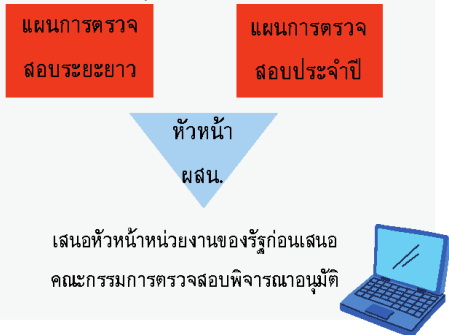 แผนการตรวจ
สอบระยะยาว
แผนการตรวจ
สอบประจำปี
หัวหน้า
ผสน.
เสนอหัวหน้าหน่วยงานของรัฐก่อนเสนอ
คณะกรรมการตรวจสอบพิจารณาอนุมัติ